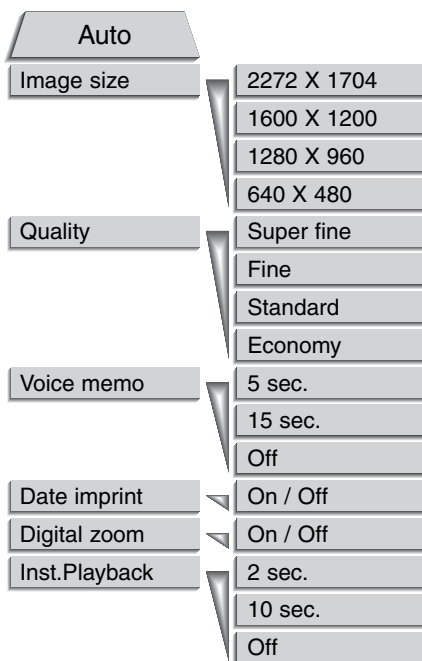 Auto
Image size
2272 X 1704
1600 X 1200
1280 X 960
640 X 480
Quality
Super fine
Fine
Standard
Economy
Voice memo
5 sec.
15 sec.
Off
Date imprint
On / Off
Digital zoom
On / Off
Inst.Playback
2 sec.
10 sec.
Off